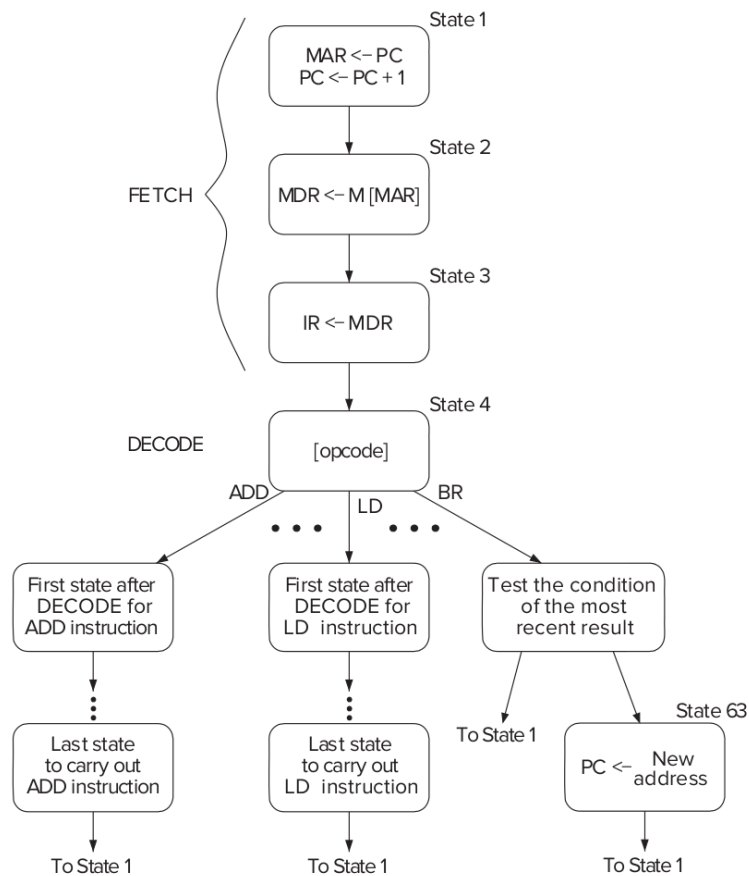 State 1
MAR <– PC
PC <– PC + 1
State 2
FETCH
MDR <– M [MAR]
State 3
IR <– MDR
State 4
DECODE
[opcode]
ADD
LD
BR
First state after
DECODE for
ADD instruction
First state after
DECODE for
LD instruction
Test the condition
of the most
recent result
To State 1
State 63
Last state
to carry out
ADD instruction
Last state
to carry out
LD instruction
PC <– New
address
To State 1
To State 1
To State 1